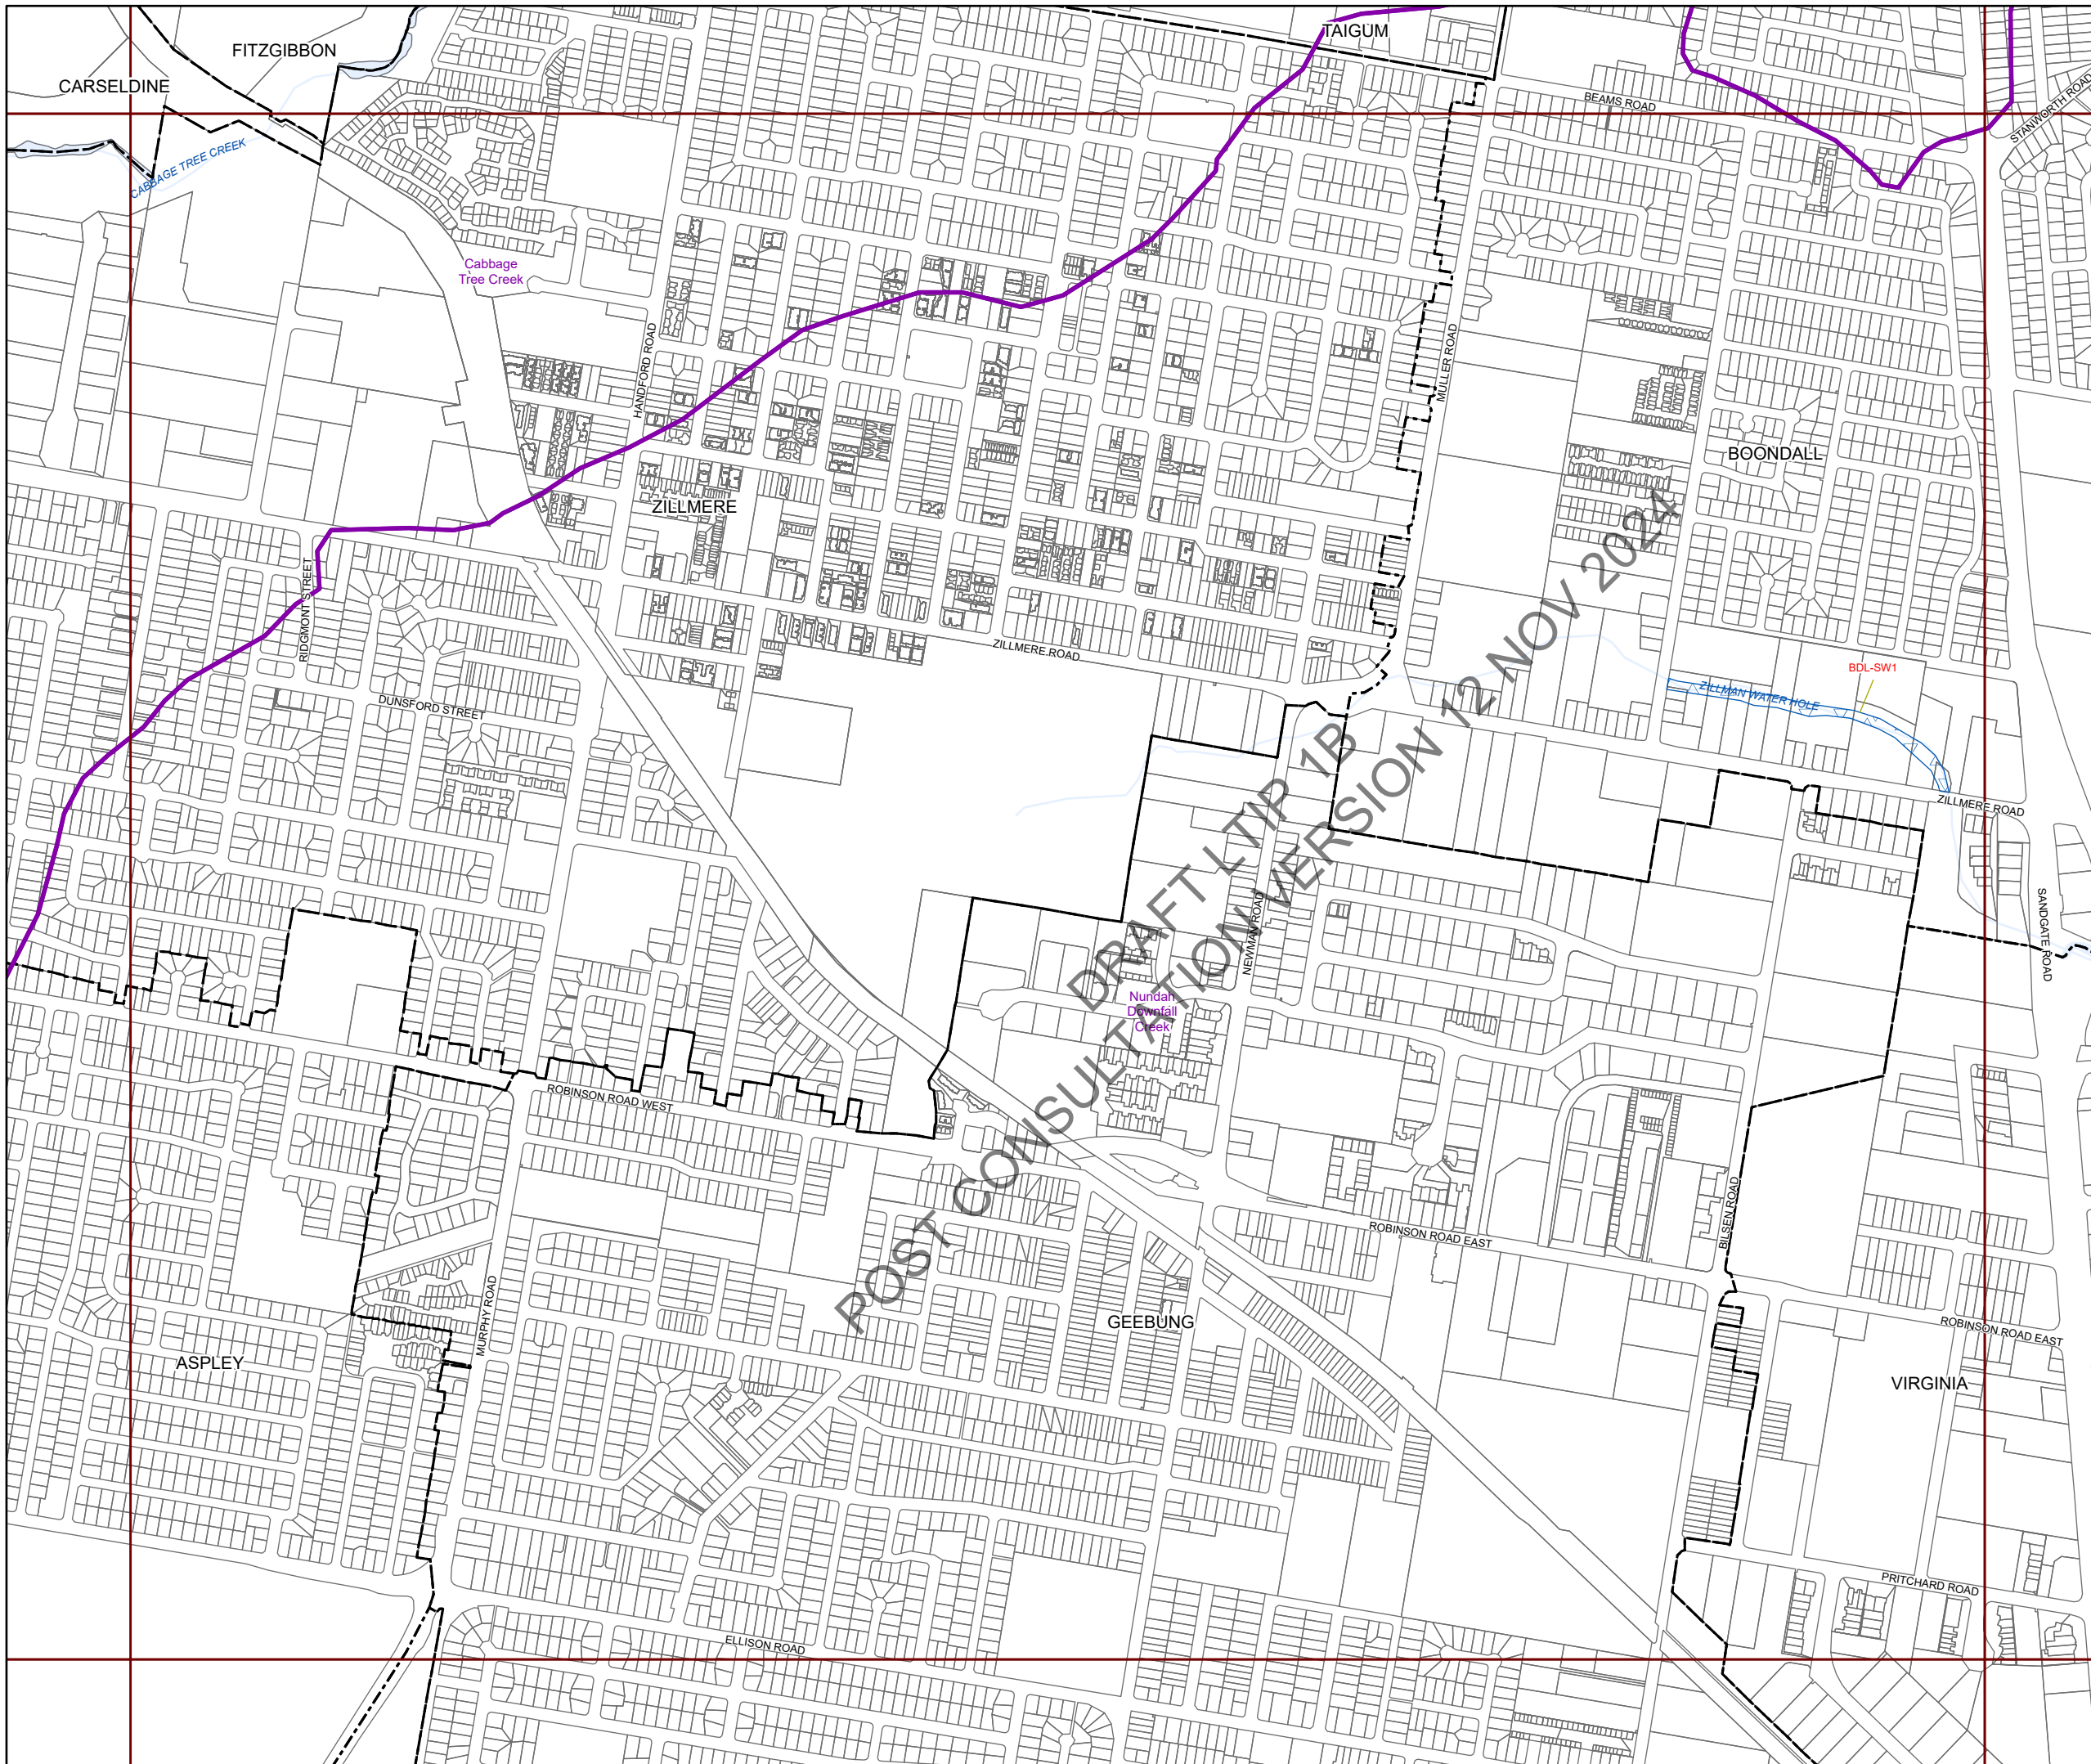 TAIGUM
FITZGIBBON
CARSELDINE
BEAMS ROAD
STANWORTH ROAD
CABBAGE TREE CREEK
Cabbage
Tree Creek
HANDFORD ROAD
MULLER ROAD
BOONDALL
ZILLMERE
RIDGMONT STREET
ZILLMERE ROAD
BDL-SW1
ZILLMAN WATER HOLE
DUNSFORD STREET
ZILLMERE ROAD
NEWMAN ROAD
SANDGATE ROAD
DRAFT LTIP 1B
POST CONSULTATION VERSION 12 NOV 2024
Nundah
Downfall
Creek
ROBINSON ROAD WEST
BILSEN ROAD
ROBINSON ROAD EAST
MURPHY ROAD
GEEBUNG
ROBINSON ROAD EAST
ASPLEY
VIRGINIA
PRITCHARD ROAD
ELLISON ROAD